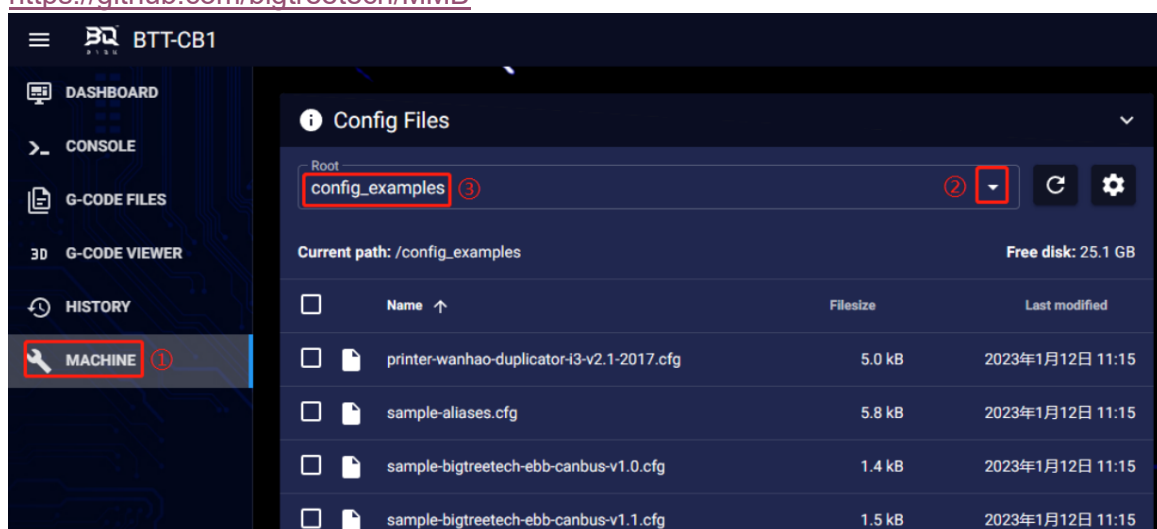 https://github.com/bigtreetech/MMB
BTT-CB1
DASHBOARD
CONSOLE
G-CODE FILES
3D G-CODE VIEWER
HISTORY
MACHINE ①
Config Files
Root
config_examples ③ ②
Current path: /config_examples Free disk: 25.1 GB
Name ↑ Filesize Last modified
printer-wanhao-duplicator-i3-v2.1-2017.cfg 5.0 kB 2023年1月12日 11:15
sample-aliases.cfg 5.8 kB 2023年1月12日 11:15
sample-bigtreetech-ebb-canbus-v1.0.cfg 1.4 kB 2023年1月12日 11:15
sample-bigtreetech-ebb-canbus-v1.1.cfg 1.5 kB 2023年1月12日 11:15